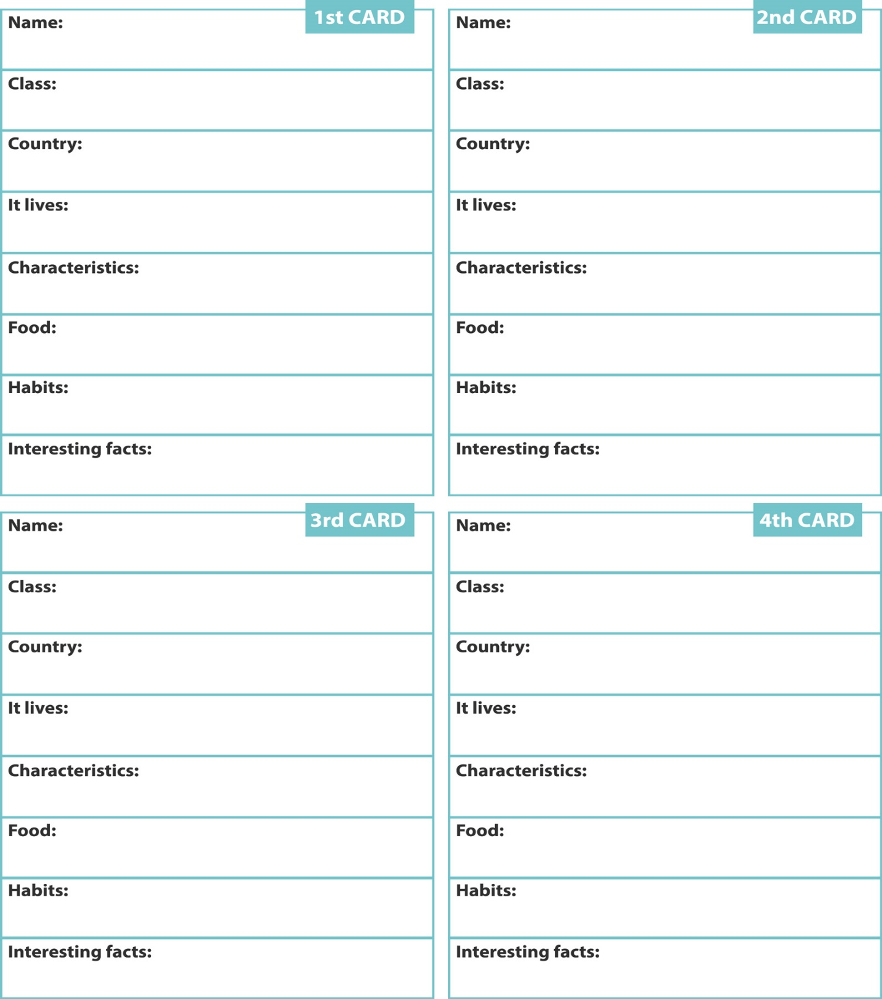 1st CARD
Name:
Class:
Country:
It lives:
Characteristics:
Food:
Habits:
Interesting facts:
2nd CARD
Name:
Class:
Country:
It lives:
Characteristics:
Food:
Habits:
Interesting facts:
3rd CARD
Name:
Class:
Country:
It lives:
Characteristics:
Food:
Habits:
Interesting facts:
4th CARD
Name:
Class:
Country:
It lives:
Characteristics:
Food:
Habits:
Interesting facts: